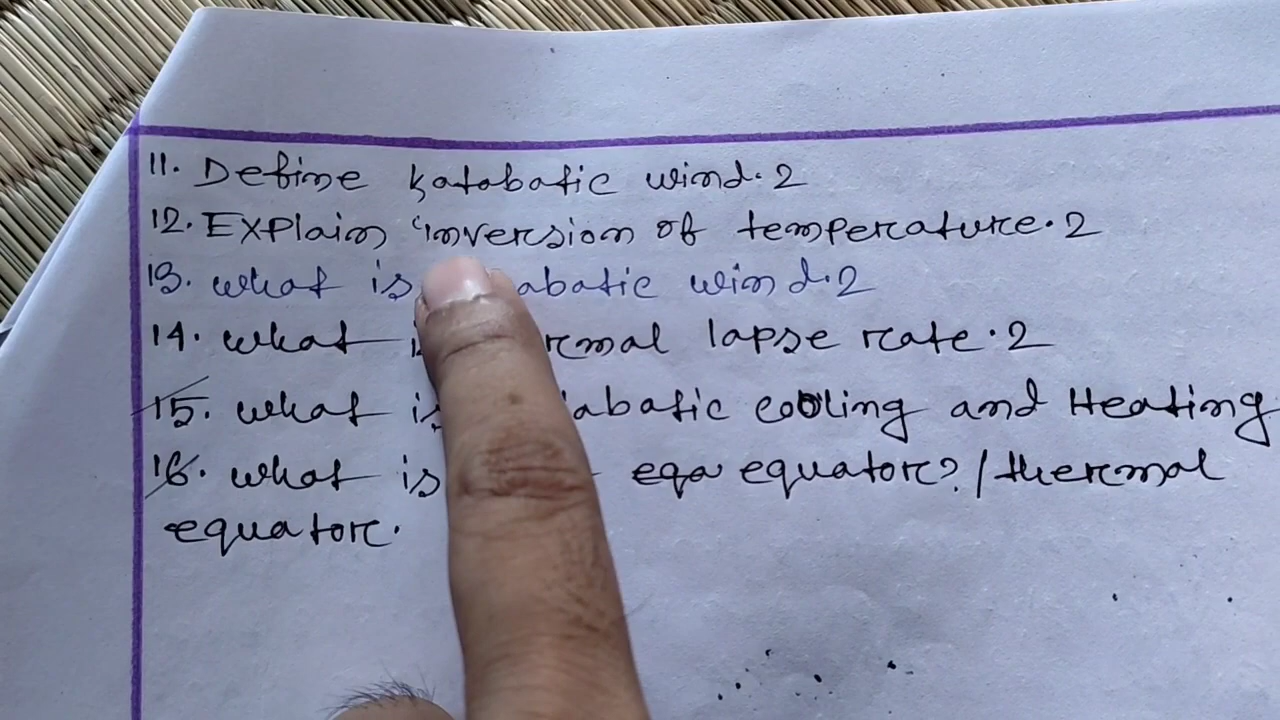 11. Define katabatic wind. 2
12. Explain inversion of temperature. 2
13. what is abatic wind. 2
14. what rmal lapse rate. 2
15. what is abatic cooling and Heating
16. what is eqa equator? / thermal
equator.